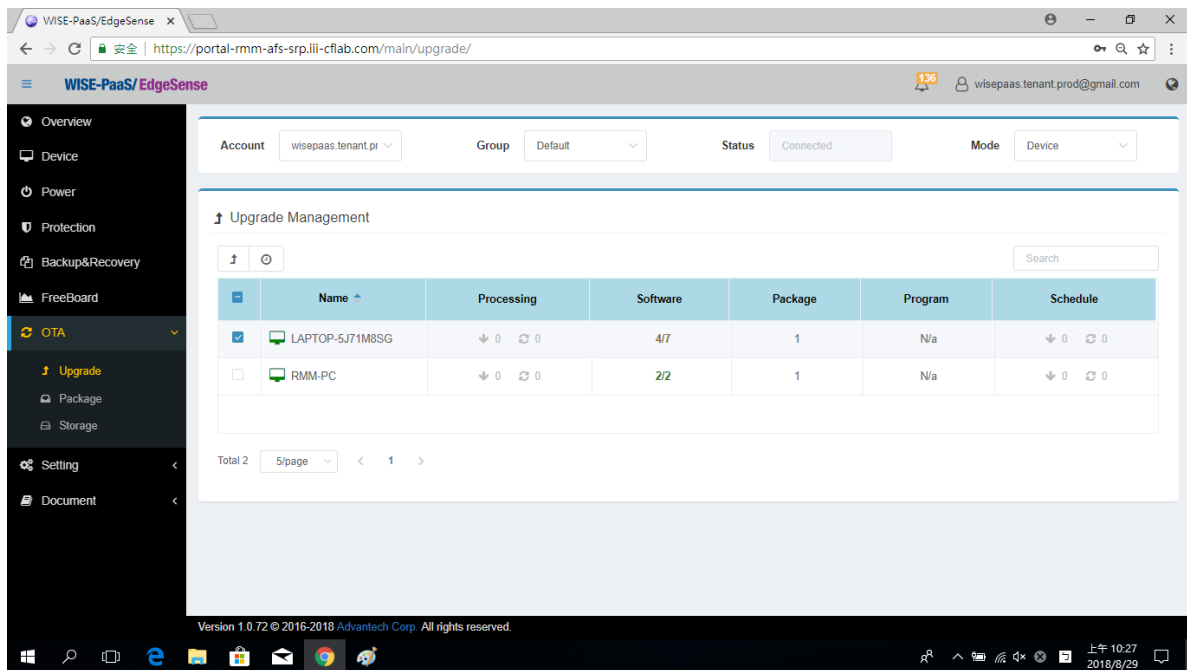 WISE-PaaS/EdgeSense
安全 | https://portal-rmm-afs-srp.iii-cflab.com/main/upgrade/
WISE-PaaS/EdgeSense
136
wisepaas.tenant.prod@gmail.com
Overview
Device
Power
Protection
Backup&Recovery
FreeBoard
OTA
Upgrade
Package
Storage
Setting
Document
Account wisepaas.tenant.pr Group Default Status Connected Mode Device
Upgrade Management
Search
Name Processing Software Package Program Schedule
LAPTOP-5J71M8SG 0 0 4/7 1 N/a 0 0
RMM-PC 0 0 2/2 1 N/a 0 0
Total 2 5/page < 1 >
Version 1.0.72 © 2016-2018 Advantech Corp. All rights reserved.
上午 10:27
2018/8/29